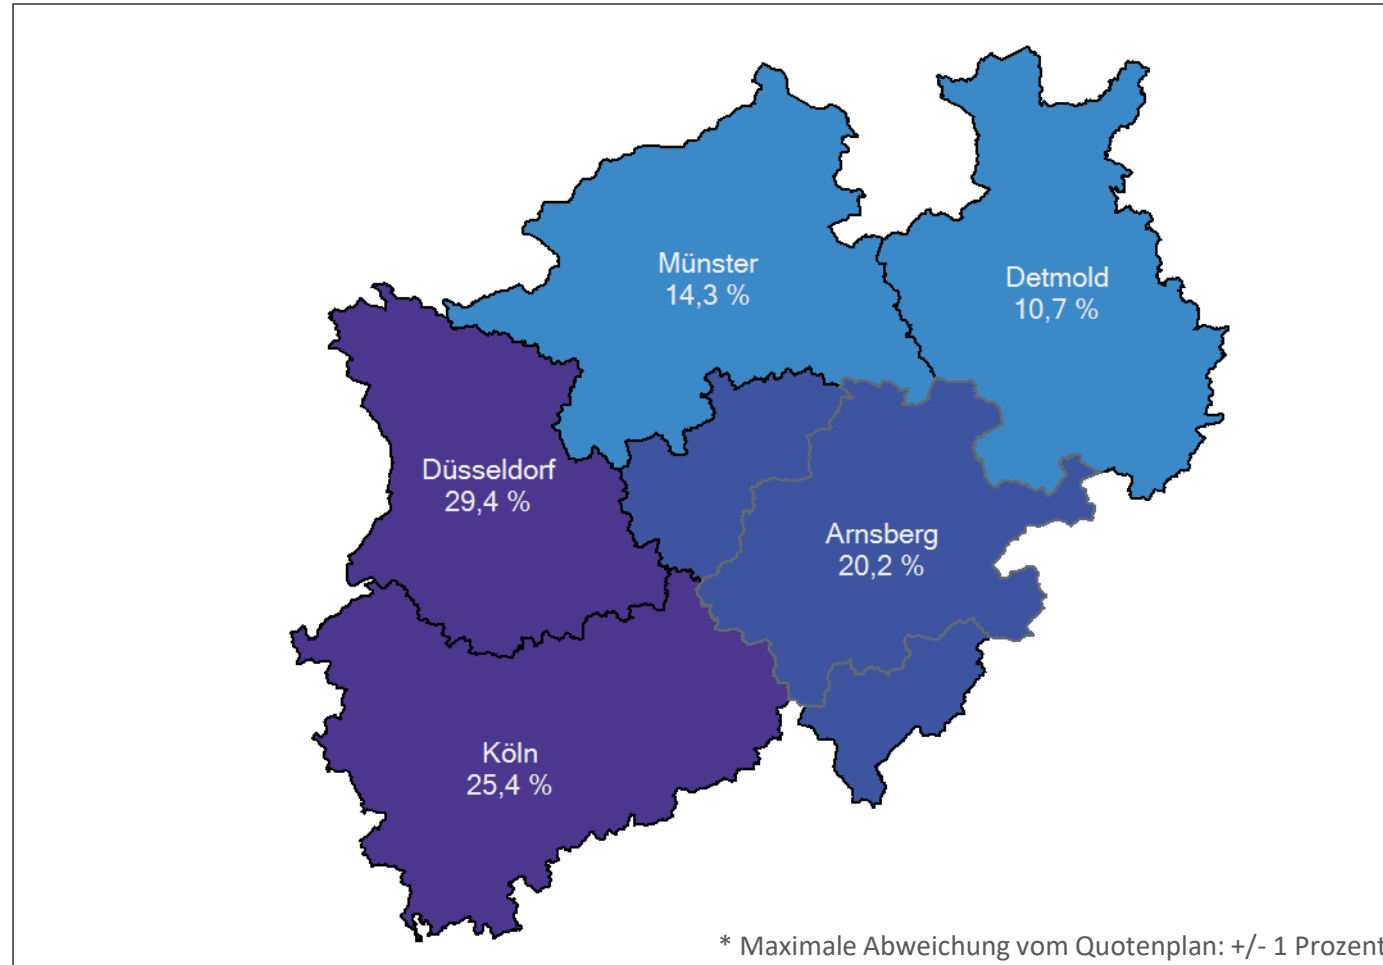 Münster
14,3 %
Detmold
10,7 %
Düsseldorf
29,4 %
Arnsberg
20,2 %
Köln
25,4 %
* Maximale Abweichung vom Quotenplan: +/- 1 Prozent